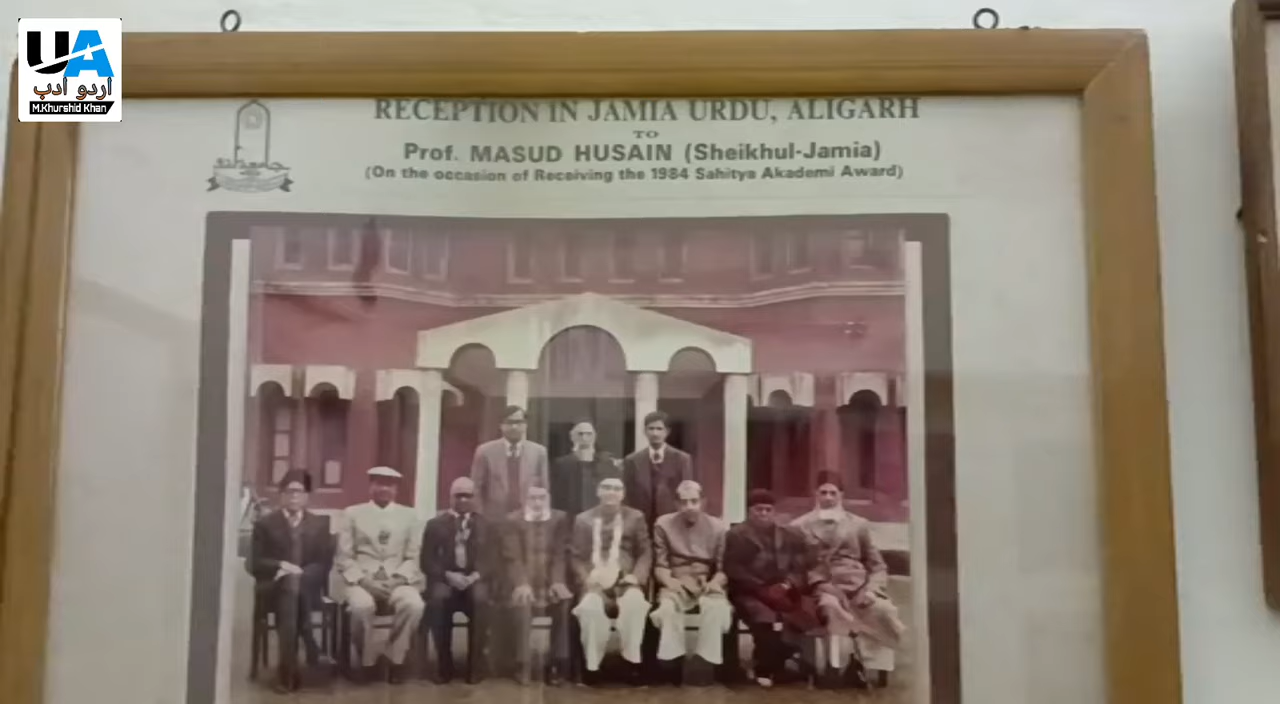 UA
اردو ادب
M.Khurshid Khan
RECEPTION IN JAMIA URDU, ALIGARH
TO
Prof. MASUD HUSAIN (Sheikhul-Jamia)
(On the occasion of Receiving the 1984 Sahitya Akademi Award)